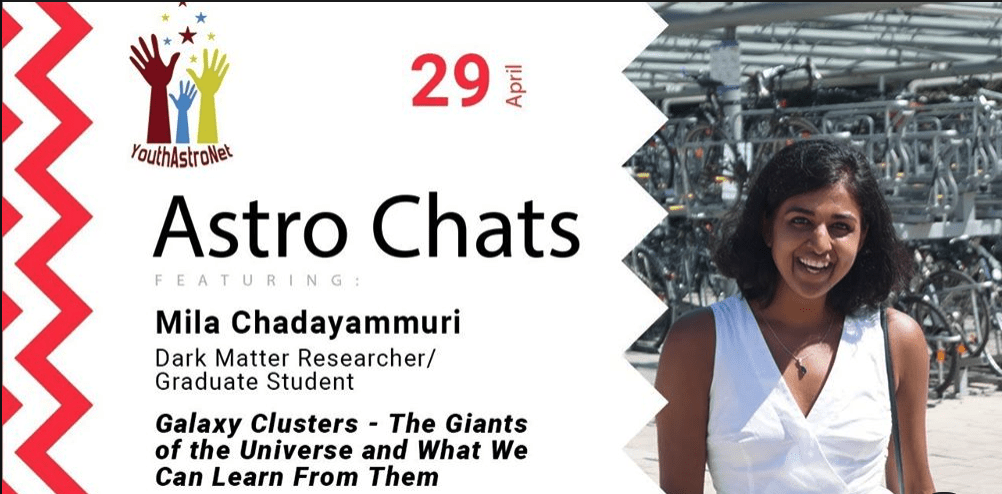 YouthAstroNet
29 April
Astro Chats
FEATURING:
Mila Chadayammuri
Dark Matter Researcher/
Graduate Student
Galaxy Clusters - The Giants
of the Universe and What We
Can Learn From Them